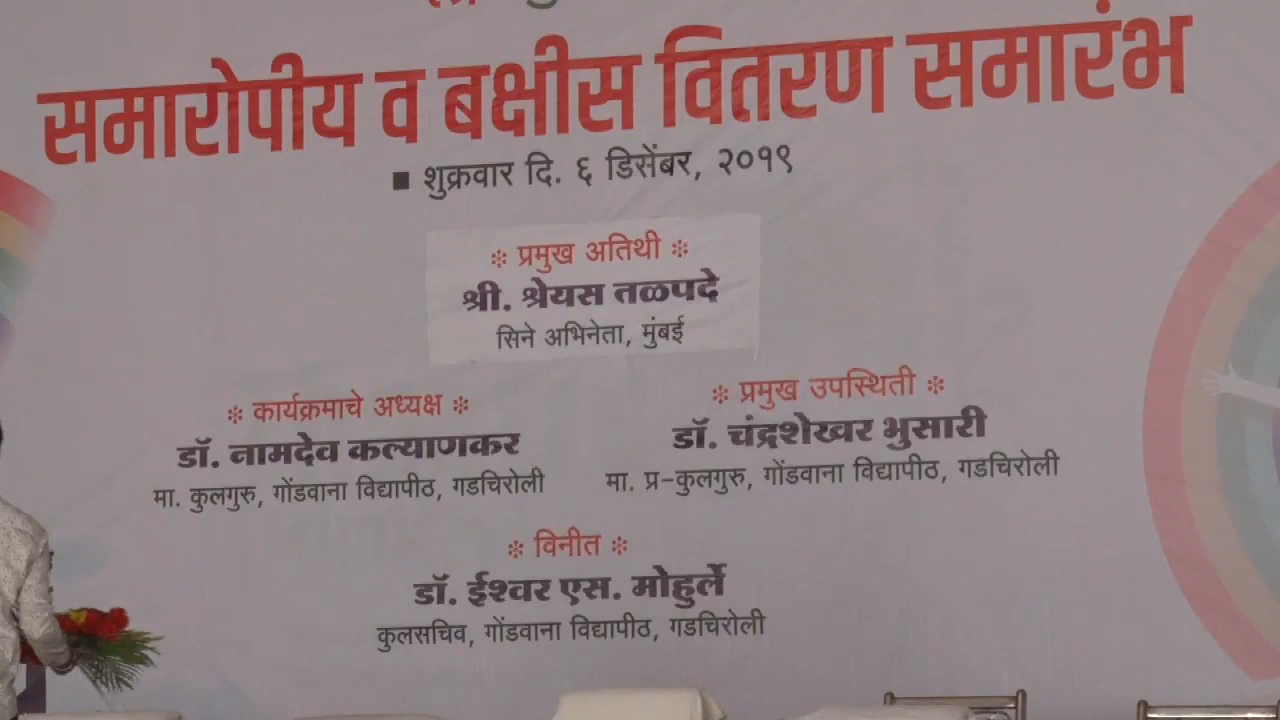 समारोपीय व बक्षीस वितरण समारंभ
■ शुक्रवार दि. ६ डिसेंबर, २०१९
❇ प्रमुख अतिथी ❇
श्री. श्रेयस तळपदे
सिने अभिनेता, मुंबई
❇ कार्यक्रमाचे अध्यक्ष ❇
डॉ. नामदेव कल्याणकर
मा. कुलगुरु, गोंडवाना विद्यापीठ, गडचिरोली
❇ प्रमुख उपस्थिती ❇
डॉ. चंद्रशेखर भुसारी
मा. प्र-कुलगुरु, गोंडवाना विद्यापीठ, गडचिरोली
❇ विनीत ❇
डॉ. ईश्वर एस. मोहुर्ले
कुलसचिव, गोंडवाना विद्यापीठ, गडचिरोली